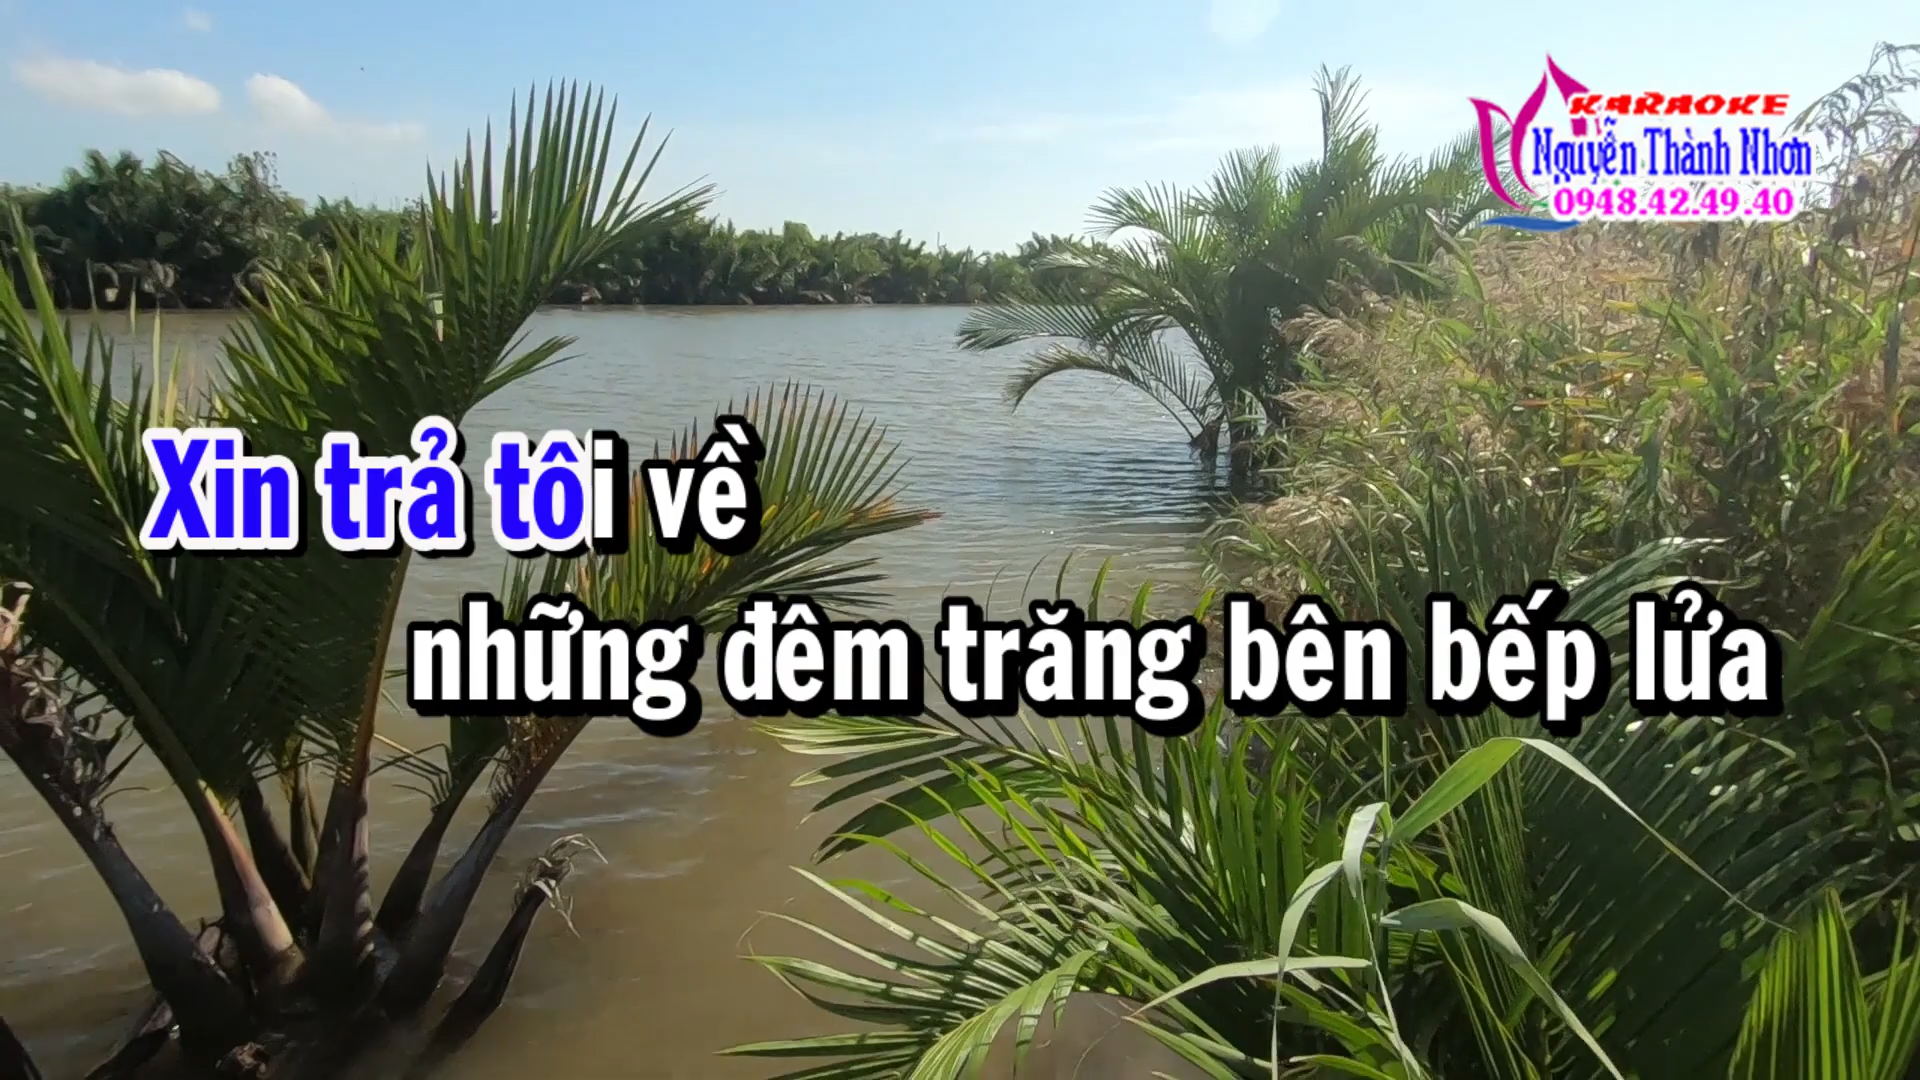 KARAOKE
Nguyễn Thành Nhơn
0948.42.49.40
Xin trả tôi về
những đêm trăng bên bếp lửa